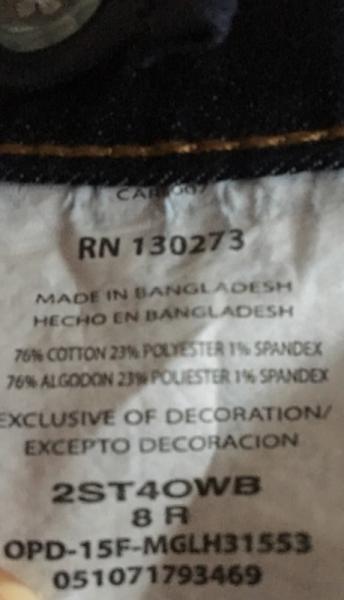 RN 130273
MADE IN BANGLADESH
HECHO EN BANGLADESH
76% COTTON 23% POLYESTER 1% SPANDEX
76% ALGODON 23% POLIESTER 1% SPANDEX
EXCLUSIVE OF DECORATION/
EXCEPTO DECORACION
2ST4OWB
8 R
OPD-15F-MGLH31553
051071793469